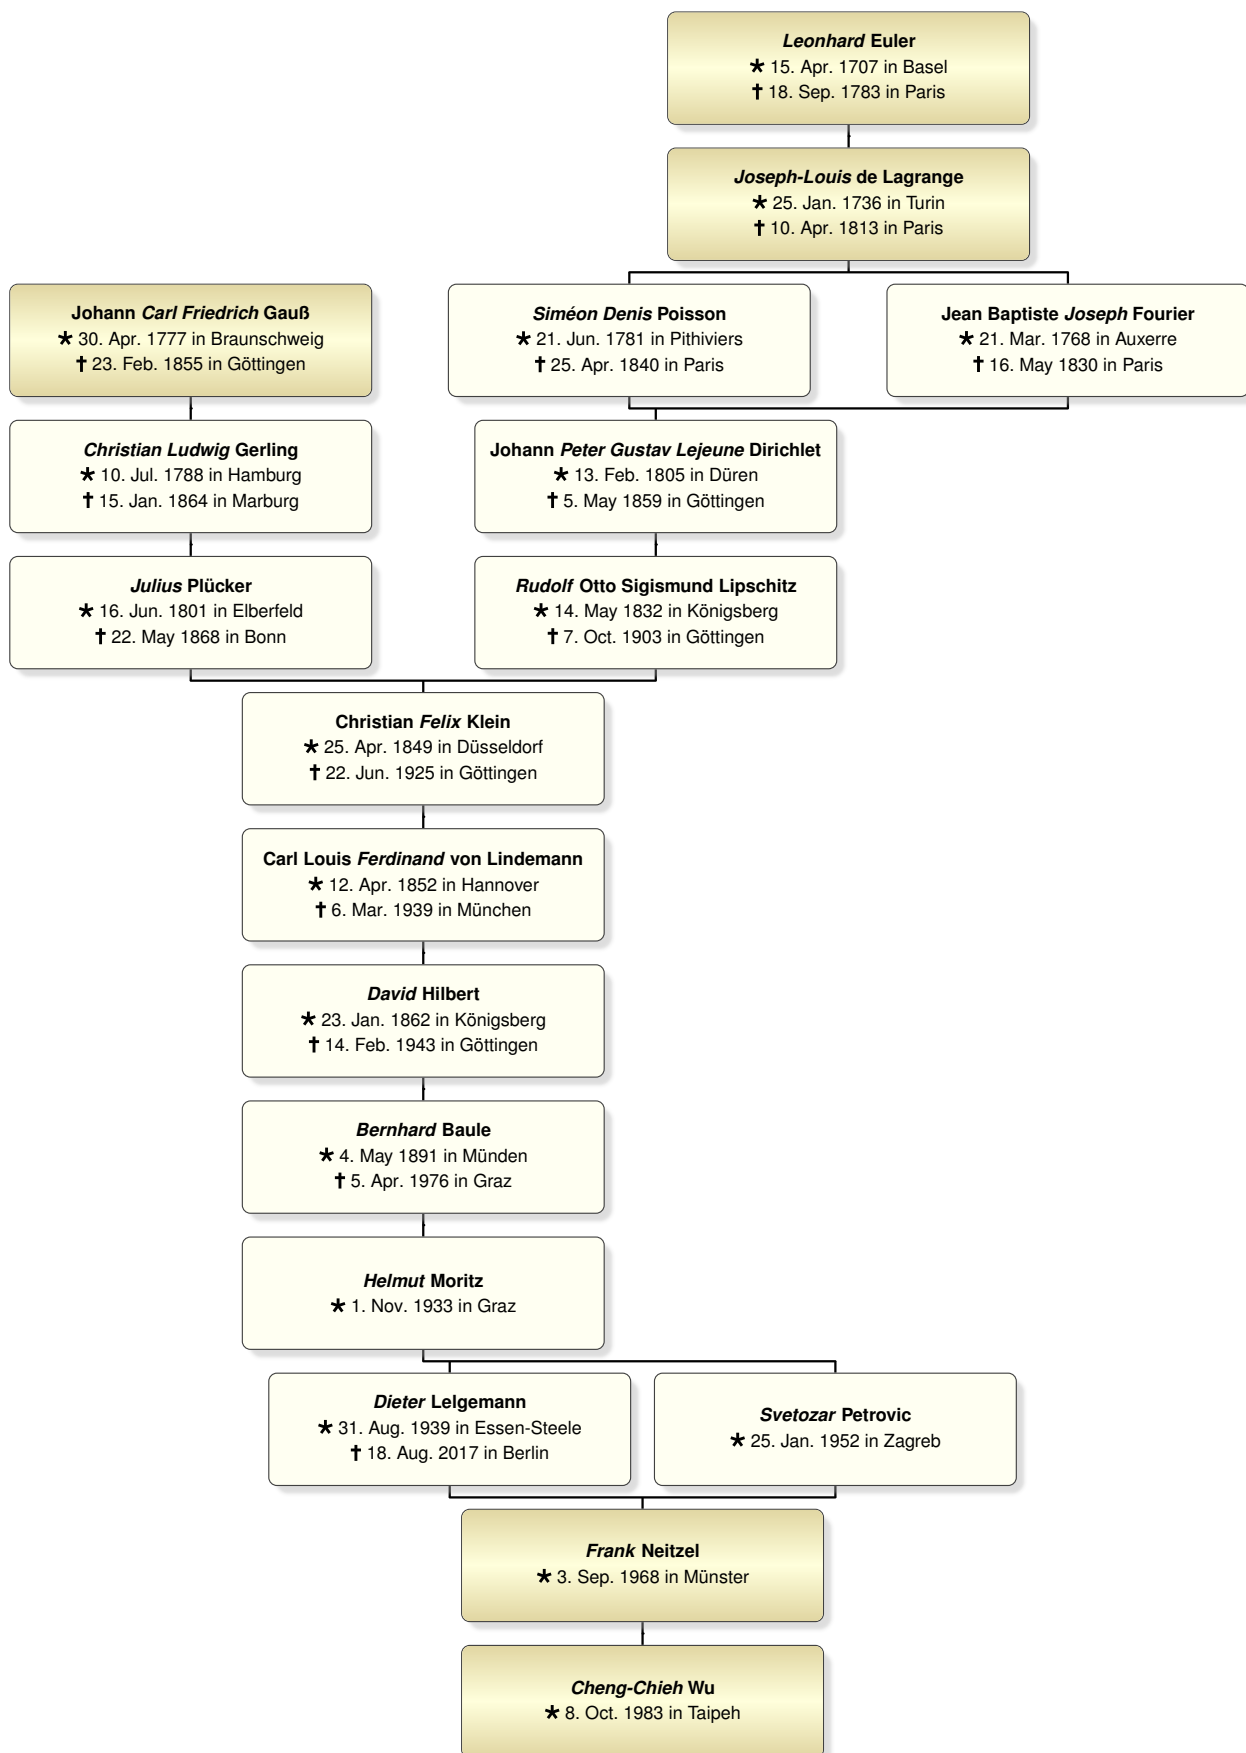 Leonhard Euler
★ 15. Apr. 1707 in Basel
† 18. Sep. 1783 in Paris
Joseph-Louis de Lagrange
★ 25. Jan. 1736 in Turin
† 10. Apr. 1813 in Paris
Johann Carl Friedrich Gauß
★ 30. Apr. 1777 in Braunschweig
† 23. Feb. 1855 in Göttingen
Siméon Denis Poisson
★ 21. Jun. 1781 in Pithiviers
† 25. Apr. 1840 in Paris
Jean Baptiste Joseph Fourier
★ 21. Mar. 1768 in Auxerre
† 16. May 1830 in Paris
Christian Ludwig Gerling
★ 10. Jul. 1788 in Hamburg
† 15. Jan. 1864 in Marburg
Johann Peter Gustav Lejeune Dirichlet
★ 13. Feb. 1805 in Düren
† 5. May 1859 in Göttingen
Julius Plücker
★ 16. Jun. 1801 in Elberfeld
† 22. May 1868 in Bonn
Rudolf Otto Sigismund Lipschitz
★ 14. May 1832 in Königsberg
† 7. Oct. 1903 in Göttingen
Christian Felix Klein
★ 25. Apr. 1849 in Düsseldorf
† 22. Jun. 1925 in Göttingen
Carl Louis Ferdinand von Lindemann
★ 12. Apr. 1852 in Hannover
† 6. Mar. 1939 in München
David Hilbert
★ 23. Jan. 1862 in Königsberg
† 14. Feb. 1943 in Göttingen
Bernhard Baule
★ 4. May 1891 in Münden
† 5. Apr. 1976 in Graz
Helmut Moritz
★ 1. Nov. 1933 in Graz
Dieter Lelgemann
★ 31. Aug. 1939 in Essen-Steele
† 18. Aug. 2017 in Berlin
Svetozar Petrovic
★ 25. Jan. 1952 in Zagreb
Frank Neitzel
★ 3. Sep. 1968 in Münster
Cheng-Chieh Wu
★ 8. Oct. 1983 in Taipeh